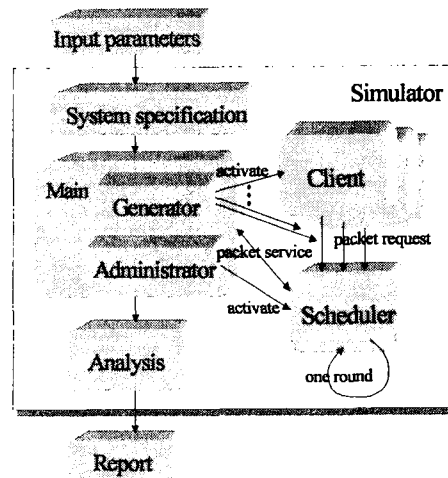 Input parameters
Simulator
System specification
Main
activate
Client
Generator
packet service
packet request
Administrator
activate
Scheduler
Analysis
one round
Report